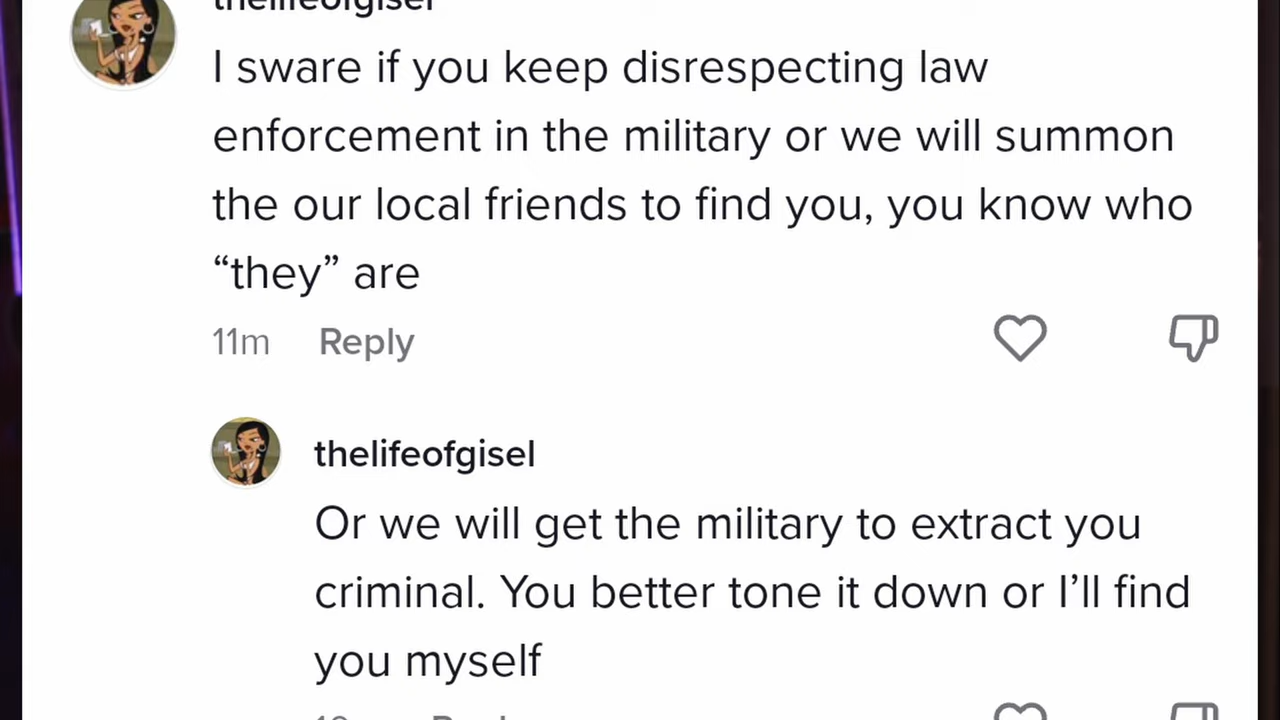 thelifeofgisel
I sware if you keep disrespecting law
enforcement in the military or we will summon
the our local friends to find you, you know who
“they” are
11m Reply
thelifeofgisel
Or we will get the military to extract you
criminal. You better tone it down or I’ll find
you myself
Reply